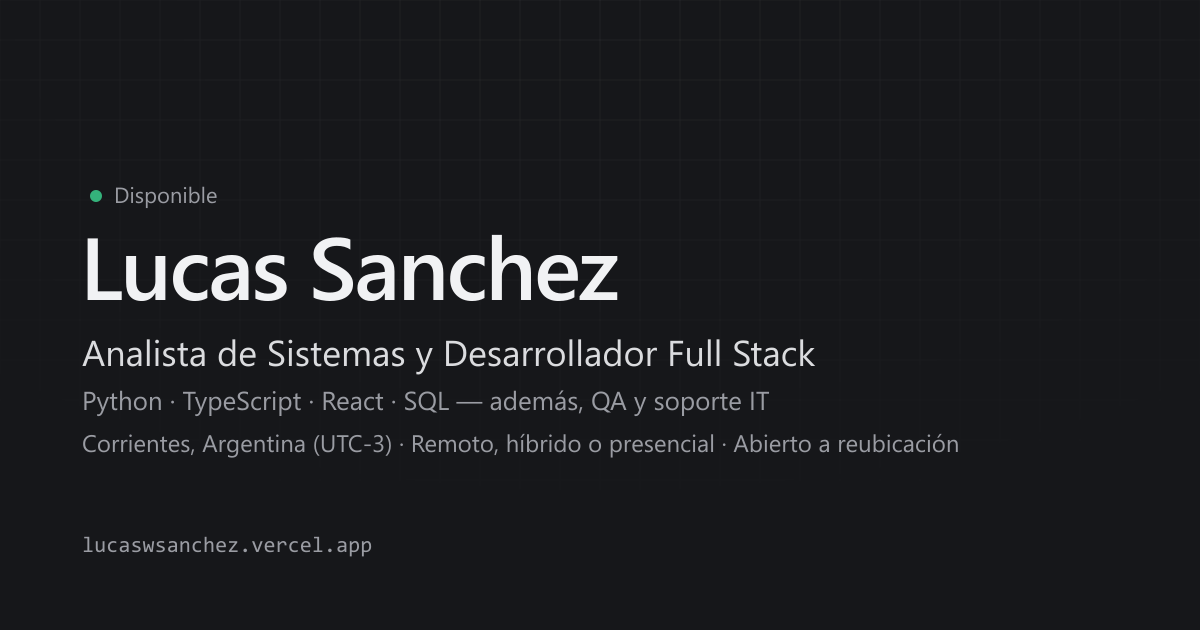 Disponible
Lucas Sanchez
Analista de Sistemas y Desarrollador Full Stack
Python · TypeScript · React · SQL — además, QA y soporte IT
Corrientes, Argentina (UTC-3) · Remoto, híbrido o presencial · Abierto a reubicación
lucaswsanchez.vercel.app